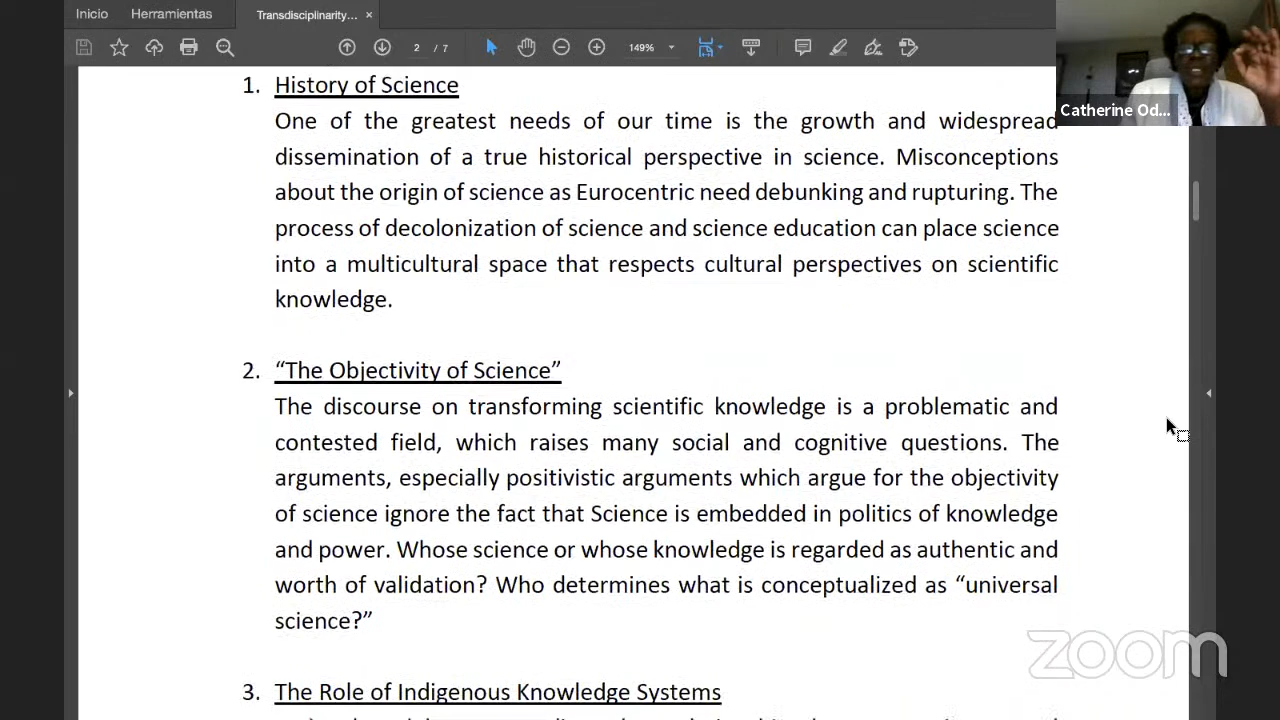 Inicio Herramientas Transdisciplinarity... ×
2 / 7 149%
Catherine Od...
1. History of Science
One of the greatest needs of our time is the growth and widespread
dissemination of a true historical perspective in science. Misconceptions
about the origin of science as Eurocentric need debunking and rupturing. The
process of decolonization of science and science education can place science
into a multicultural space that respects cultural perspectives on scientific
knowledge.
2. “The Objectivity of Science”
The discourse on transforming scientific knowledge is a problematic and
contested field, which raises many social and cognitive questions. The
arguments, especially positivistic arguments which argue for the objectivity
of science ignore the fact that Science is embedded in politics of knowledge
and power. Whose science or whose knowledge is regarded as authentic and
worth of validation? Who determines what is conceptualized as “universal
science?”
zoom
3. The Role of Indigenous Knowledge Systems